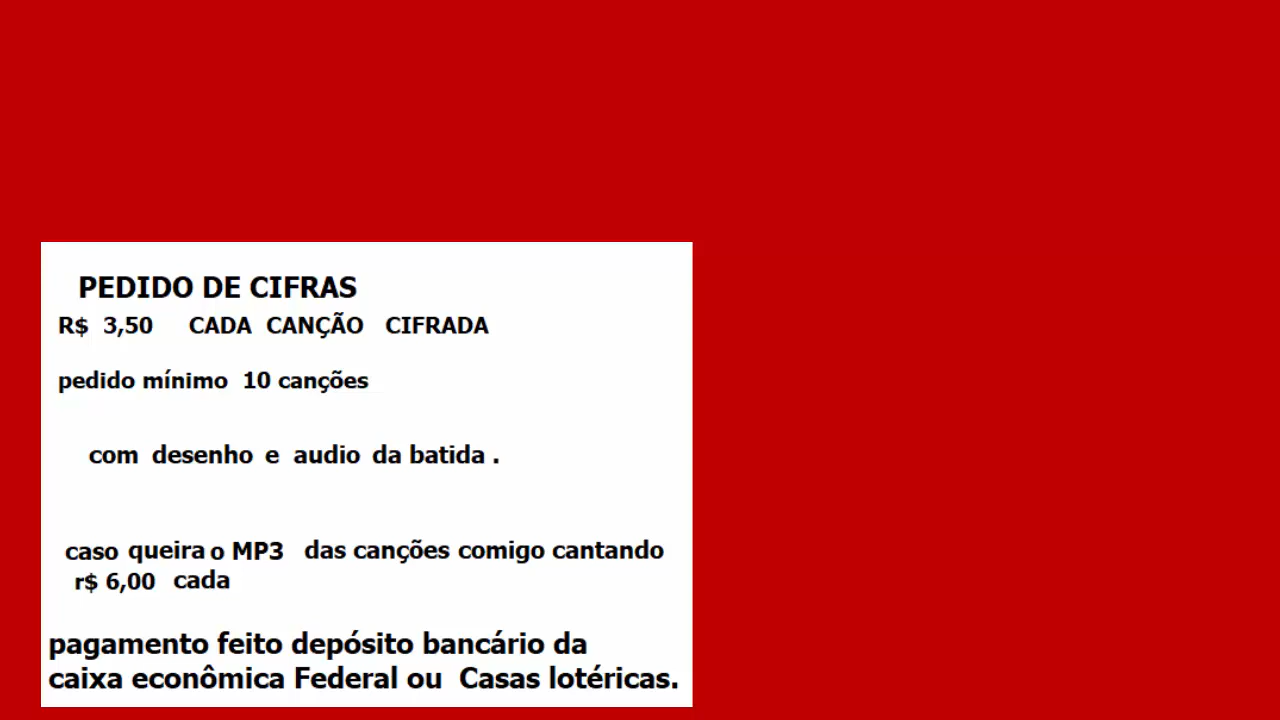 PEDIDO DE CIFRAS
R$ 3,50 CADA CANÇÃO CIFRADA
pedido mínimo 10 canções
com desenho e audio da batida .
caso queira o MP3 das canções comigo cantando
r$ 6,00 cada
pagamento feito depósito bancário da
caixa econômica Federal ou Casas lotéricas.